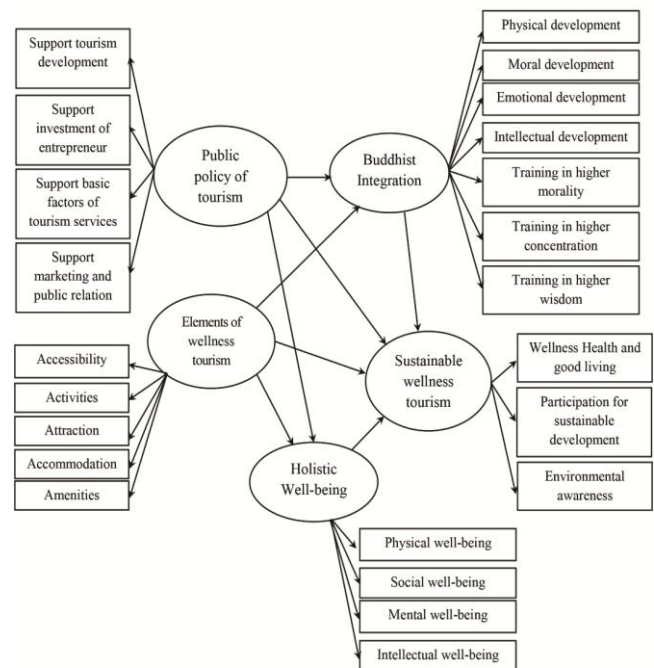 Support tourism
development
Support
investment of
entrepreneur
Support basic
factors of
tourism services
Support
marketing and
public relation
Public
policy of
tourism
Buddhist
Integration
Physical development
Moral development
Emotional development
Intellectual development
Training in higher
morality
Training in higher
concentration
Training in higher
wisdom
Elements of
wellness
tourism
Accessibility
Activities
Attraction
Accommodation
Amenities
Sustainable
wellness
tourism
Wellness Health and
good living
Participation for
sustainable
development
Environmental
awareness
Holistic
Well-being
Physical well-being
Social well-being
Mental well-being
Intellectual well-being